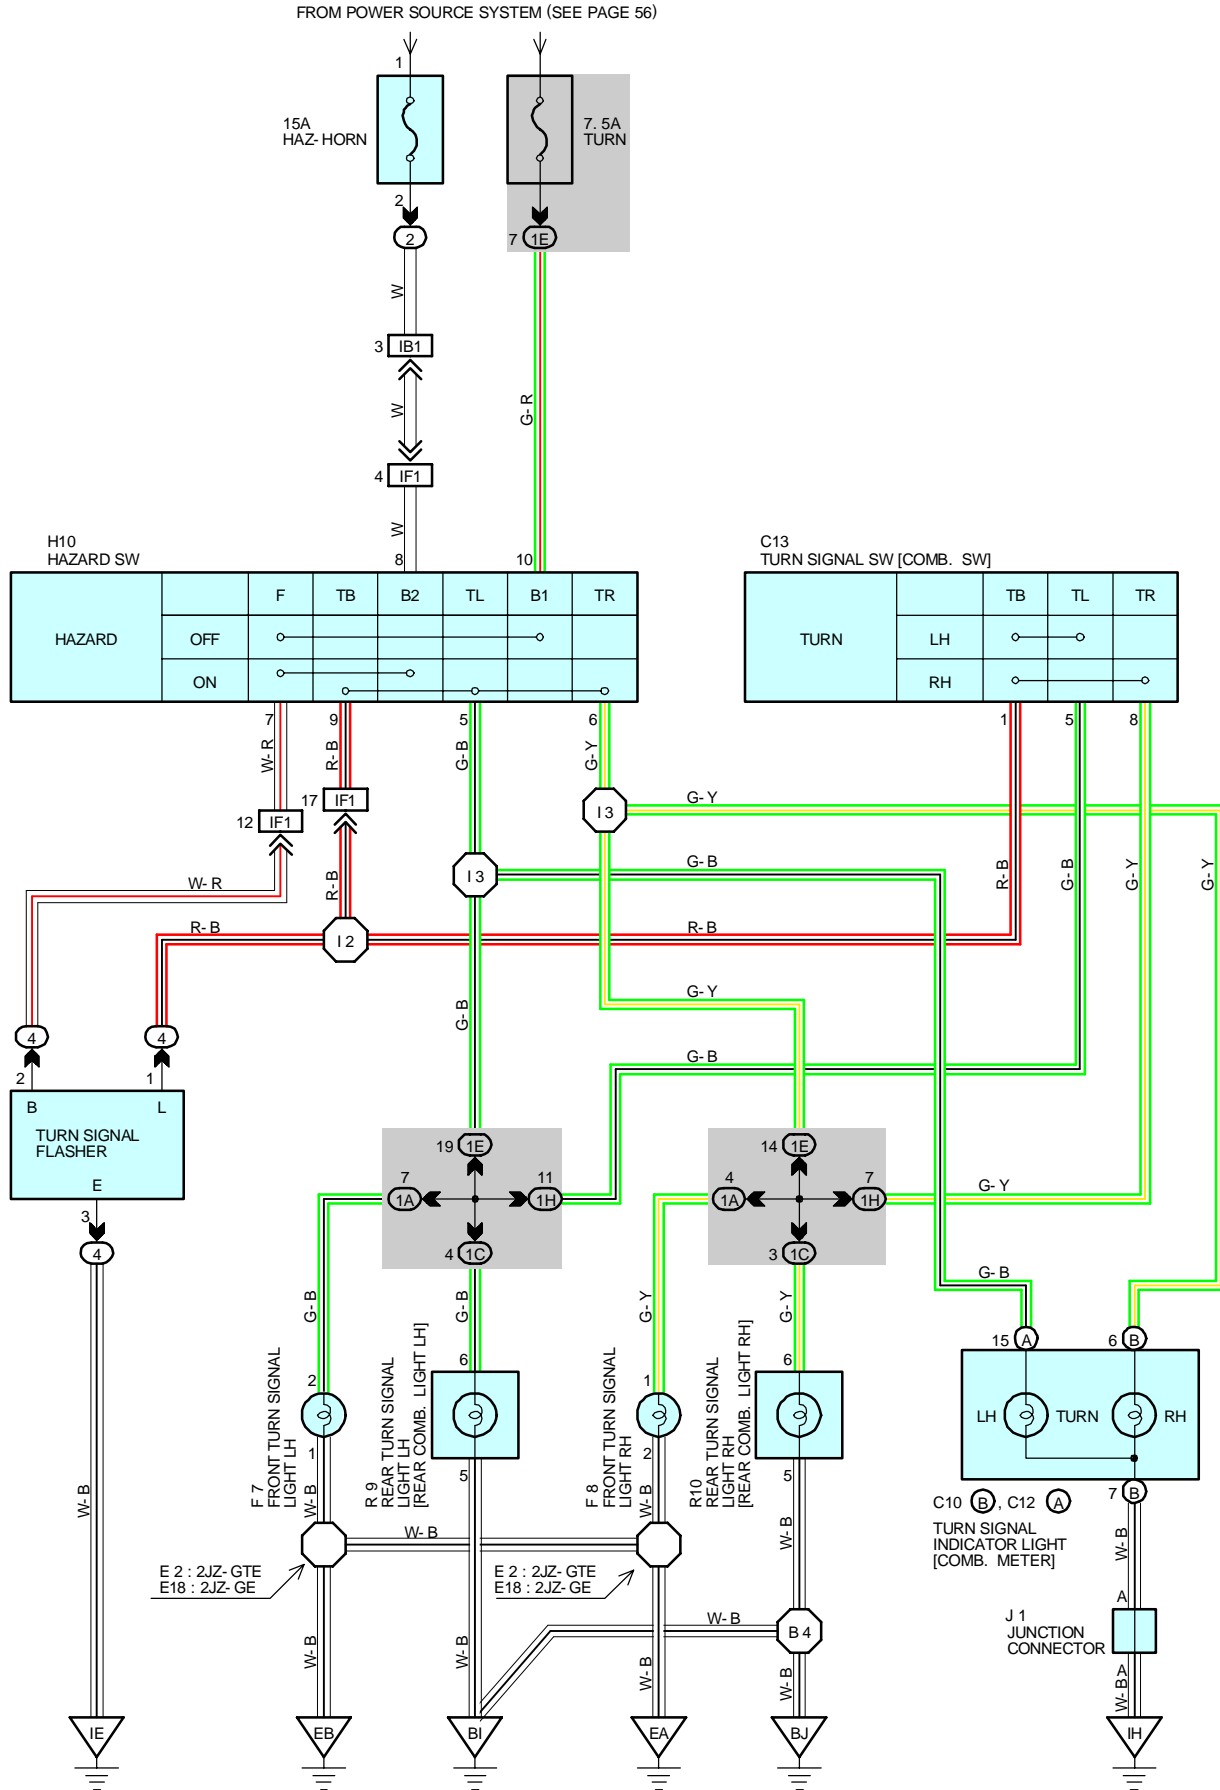 FROM POWER SOURCE SYSTEM (SEE PAGE 56)
1
15A
HAZ-HORN
7.5A
TURN
2
2
7 1E
W
3 IB1
W
G-R
4 IF1
W
H10
HAZARD SW
8
10
C13
TURN SIGNAL SW [COMB. SW]
F TB B2 TL B1 TR
HAZARD
OFF
ON
TB TL TR
TURN
LH
RH
7 9 5 6
1 5 8
W-R
R-B
G-B
G-Y
12 IF1
17 IF1
I3
G-Y
R-B
I3
G-B
R-B
G-B
G-Y
G-Y
W-R
R-B
I2
R-B
G-B
G-Y
G-B
4
4
2
1
B L
TURN SIGNAL
FLASHER
E
3
4
19 1E
7
1A
11
1H
4 1C
14 1E
4
1A
7
1H
3 1C
G-Y
G-B
G-B
G-Y
G-Y
G-B
15 A
6 B
2
6
1
6
F 7
FRONT TURN SIGNAL
LIGHT LH
R 9
REAR TURN SIGNAL
LIGHT LH
[REAR COMB. LIGHT LH]
F 8
FRONT TURN SIGNAL
LIGHT RH
R10
REAR TURN SIGNAL
LIGHT RH
[REAR COMB. LIGHT RH]
LH TURN RH
1
5
2
5
7 B
C10 B , C12 A
TURN SIGNAL
INDICATOR LIGHT
[COMB. METER]
W-B
W-B
W-B
W-B
W-B
W-B
E 2 : 2JZ-GTE
E18 : 2JZ-GE
E 2 : 2JZ-GTE
E18 : 2JZ-GE
W-B
B4
A
J 1
JUNCTION
CONNECTOR
A
W-B
W-B
W-B
W-B
W-B
IE
EB
BI
EA
BJ
IH